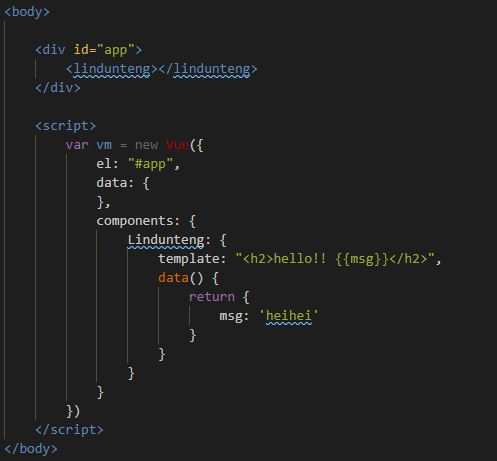 <body>
<div id="app">
<lindunteng></lindunteng>
</div>
<script>
var vm = new Vue({
el: "#app",
data: {
},
components: {
Lindunteng: {
template: "<h2>hello!! {{msg}}</h2>",
data() {
return {
msg: 'heihei'
}
}
}
}
})
</script>
</body>